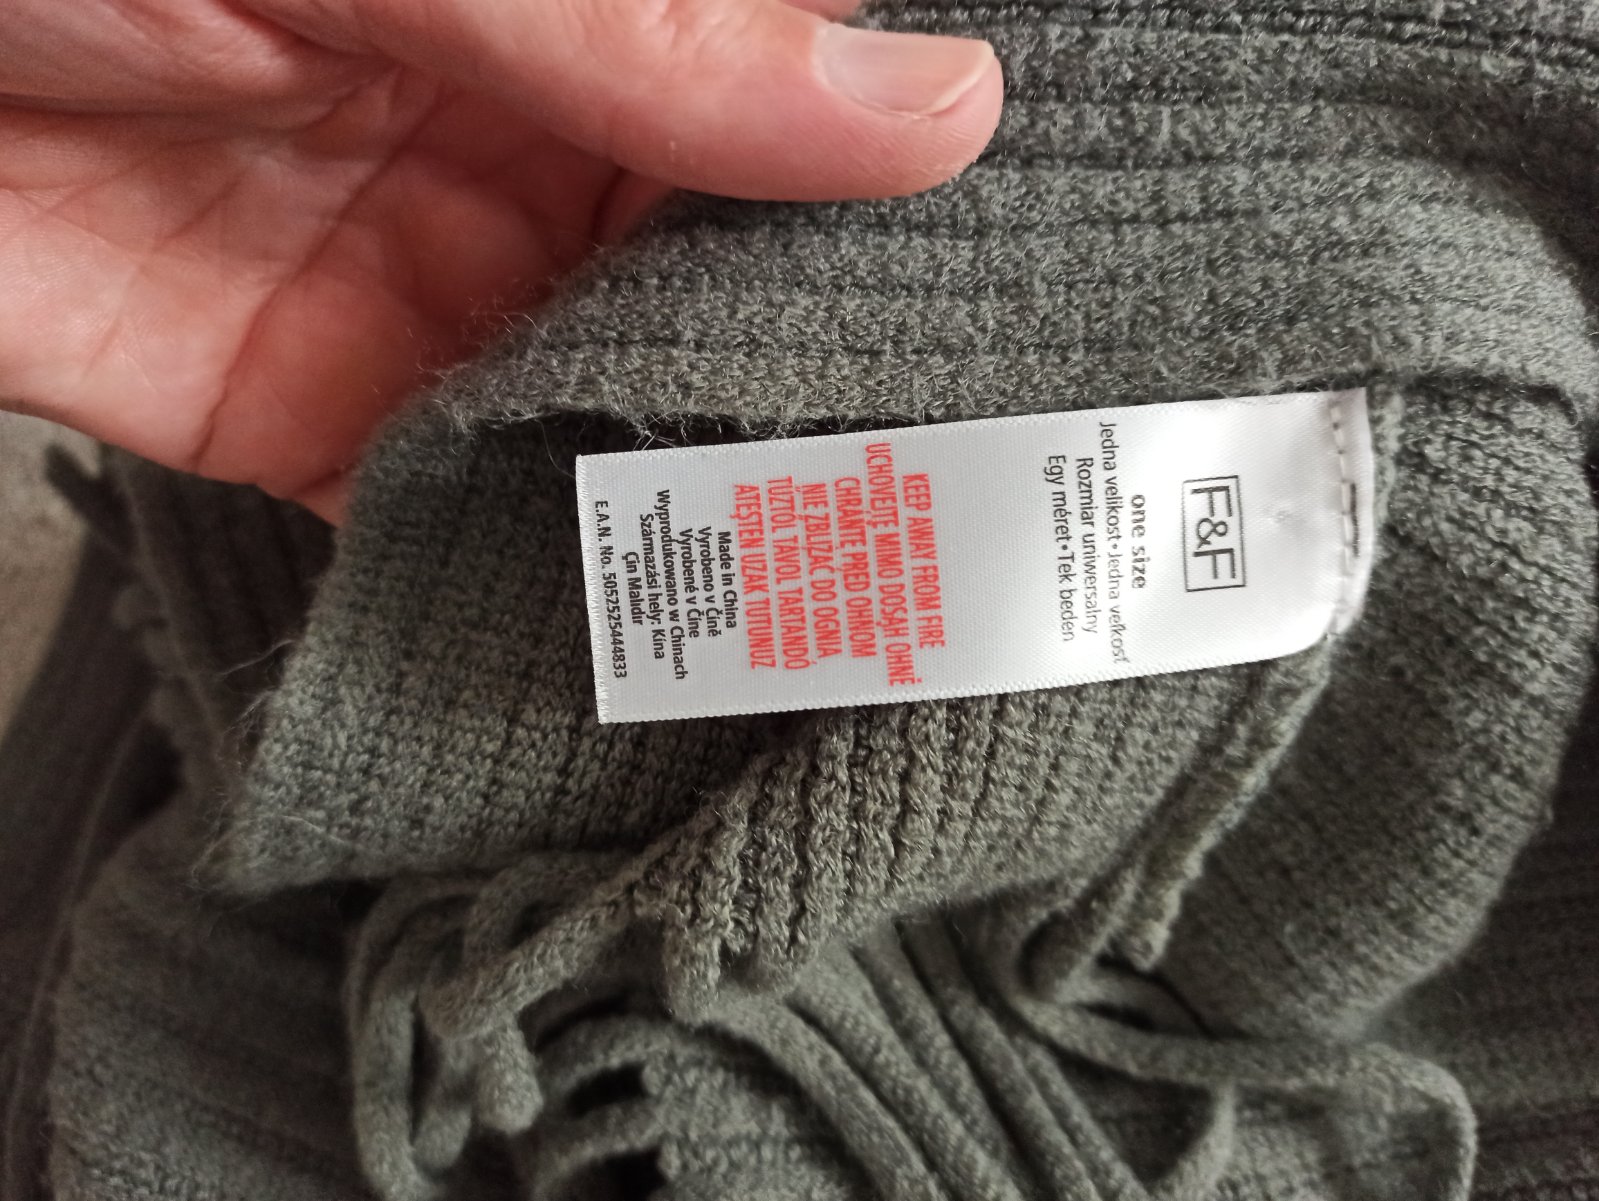 F&F
one size
Jedna velikost•Jedna veľkosť
Rozmiar uniwersalny
Egy méret•Tek beden
KEEP AWAY FROM FIRE
UCHOVEJTE MIMO DOSAH OHNĚ
CHRÁŇTE PRED OHŇOM
NIE ZBLIŻAĆ DO OGNIA
TŰZTŐL TÁVOL TARTANDÓ
ATEŞTEN UZAK TUTUNUZ
Made in China
Vyrobeno v Číně
Vyrobené v Číne
Wyprodukowano w Chinach
Származási hely: Kína
Çin Malıdır
E.A.N. No. 5052525444833